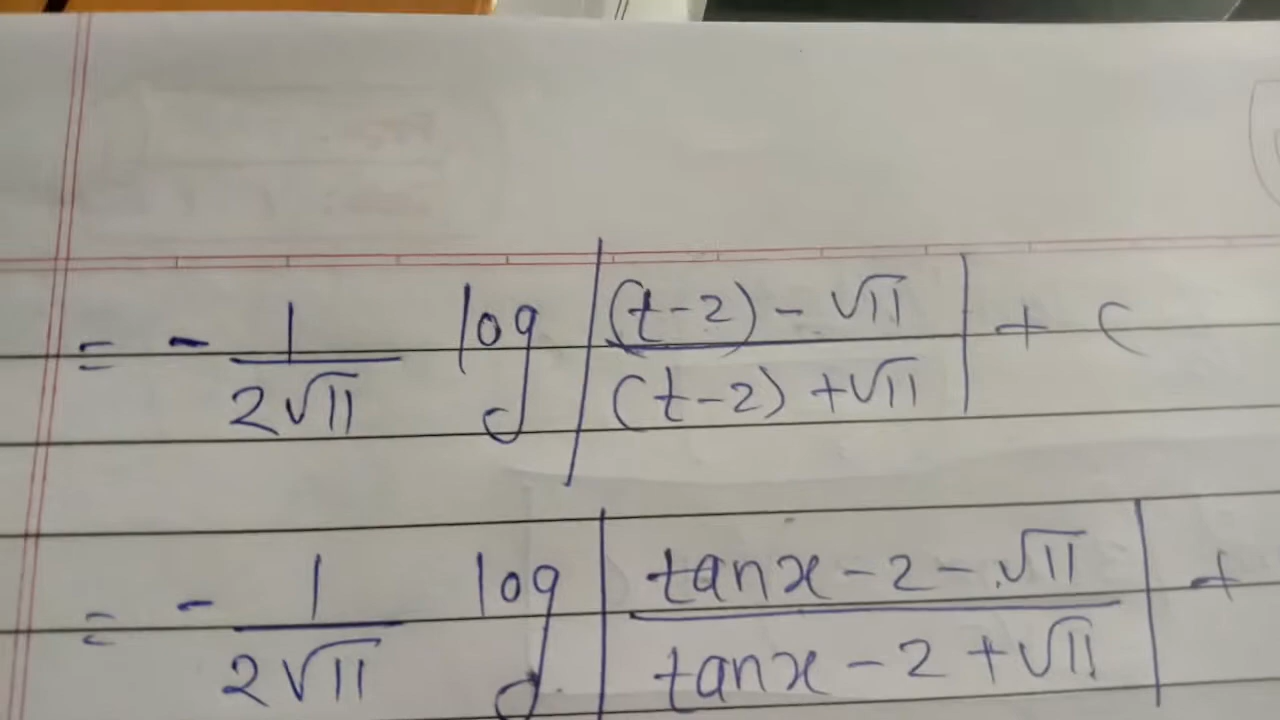 = - 1/(2√11) log |((t-2) - √11)/((t-2) + √11)| + C
= - 1/(2√11) log |(tanx - 2 - √11)/(tanx - 2 + √11)| +